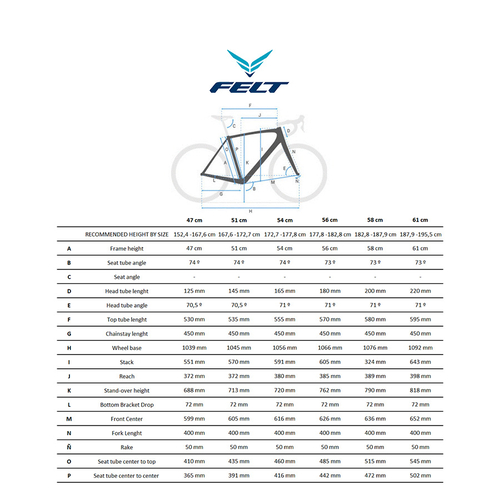 FELT
F
J
C
D
A
P
K
I
N
E
L
B
M
G
H
47 cm 51 cm 54 cm 56 cm 58 cm 61 cm
RECOMMENDED HEIGHT BY SIZE 152,4 -167,6 cm 167,6 -172,7 cm 172,7 -177,8 cm 177,8 - 182,8 cm 182,8 - 187,9 cm 187,9 - 195,5 cm
A Frame height 47 cm 51 cm 54 cm 56 cm 58 cm 61 cm
B Seat tube angle 74 º 74 º 74 º 73 º 73 º 73 º
C Seat angle - - - - - -
D Head tube lenght 125 mm 145 mm 165 mm 180 mm 200 mm 220 mm
E Head tube angle 70,5 º 70,5 º 71 º 71 º 71 º 71 º
F Top tube lenght 530 mm 535 mm 555 mm 570 mm 580 mm 595 mm
G Chainstay lenght 450 mm 450 mm 450 mm 450 mm 450 mm 450 mm
H Wheel base 1039 mm 1045 mm 1056 mm 1066 mm 1076 mm 1092 mm
I Stack 551 mm 570 mm 591 mm 605 mm 324 mm 643 mm
J Reach 372 mm 372 mm 380 mm 385 mm 389 mm 398 mm
K Stand-over height 688 mm 713 mm 720 mm 762 mm 790 mm 818 mm
L Bottom Bracket Drop 72 mm 72 mm 72 mm 72 mm 72 mm 72 mm
M Front Center 599 mm 605 mm 616 mm 626 mm 636 mm 652 mm
N Fork Lenght 400 mm 400 mm 400 mm 400 mm 400 mm 400 mm
Ñ Rake 50 mm 50 mm 50 mm 50 mm 50 mm 50 mm
O Seat tube center to top 410 mm 435 mm 460 mm 485 mm 515 mm 545 mm
P Seat tube center to center 365 mm 391 mm 416 mm 442 mm 472 mm 502 mm